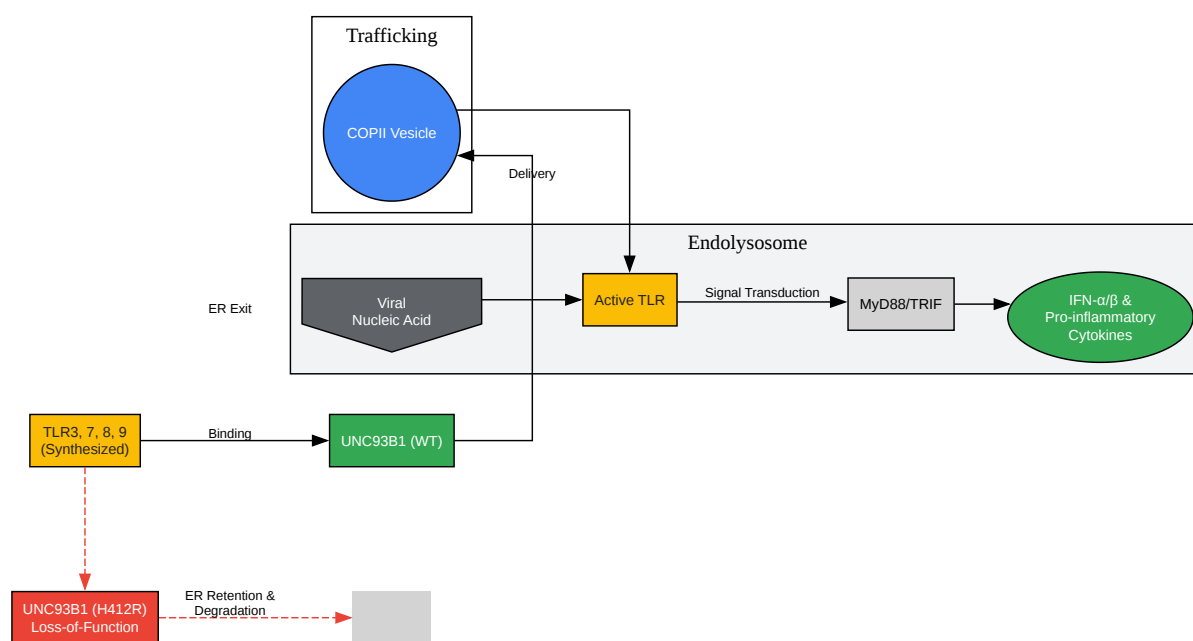 Trafficking
COPII Vesicle
Delivery
Endolysosome
Viral
Nucleic Acid
Active TLR
Signal Transduction
MyD88/TRIF
IFN-α/β &
Pro-inflammatory
Cytokines
ER Exit
TLR3, 7, 8, 9
(Synthesized)
Binding
UNC93B1 (WT)
UNC93B1 (H412R)
Loss-of-Function
ER Retention &
Degradation